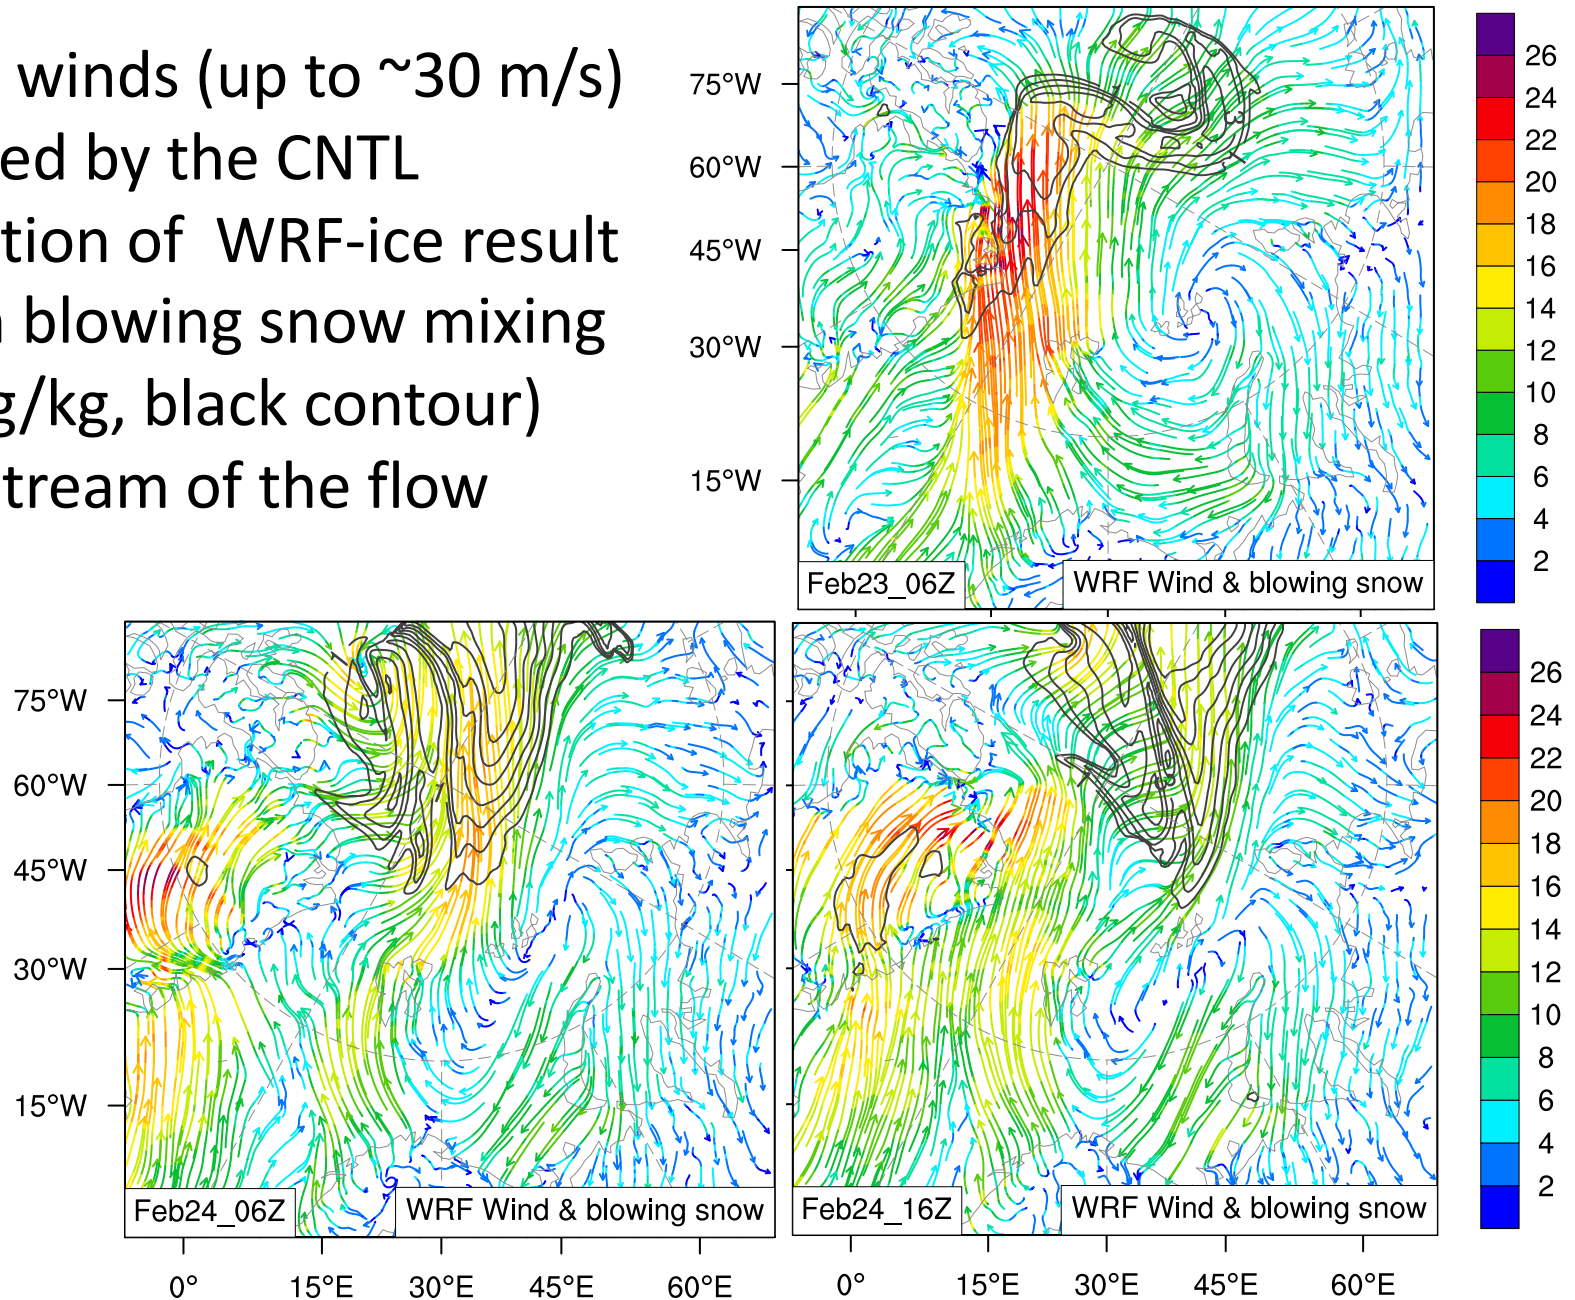 winds (up to ~30 m/s)
ed by the CNTL
tion of WRF-ice result
blowing snow mixing
g/kg, black contour)
tream of the flow
75°W
60°W
45°W
30°W
15°W
Feb23_06Z
WRF Wind & blowing snow
26
24
22
20
18
16
14
12
10
8
6
4
2
75°W
60°W
45°W
30°W
15°W
Feb24_06Z
WRF Wind & blowing snow
0°
15°E
30°E
45°E
60°E
Feb24_16Z
WRF Wind & blowing snow
0°
15°E
30°E
45°E
60°E
26
24
22
20
18
16
14
12
10
8
6
4
2